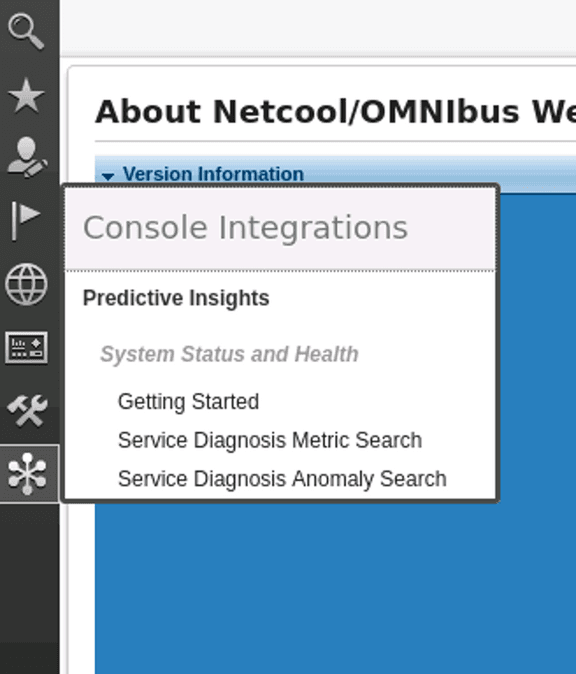 About Netcool/OMNIbus We
Version Information
Console Integrations
Predictive Insights
System Status and Health
Getting Started
Service Diagnosis Metric Search
Service Diagnosis Anomaly Search